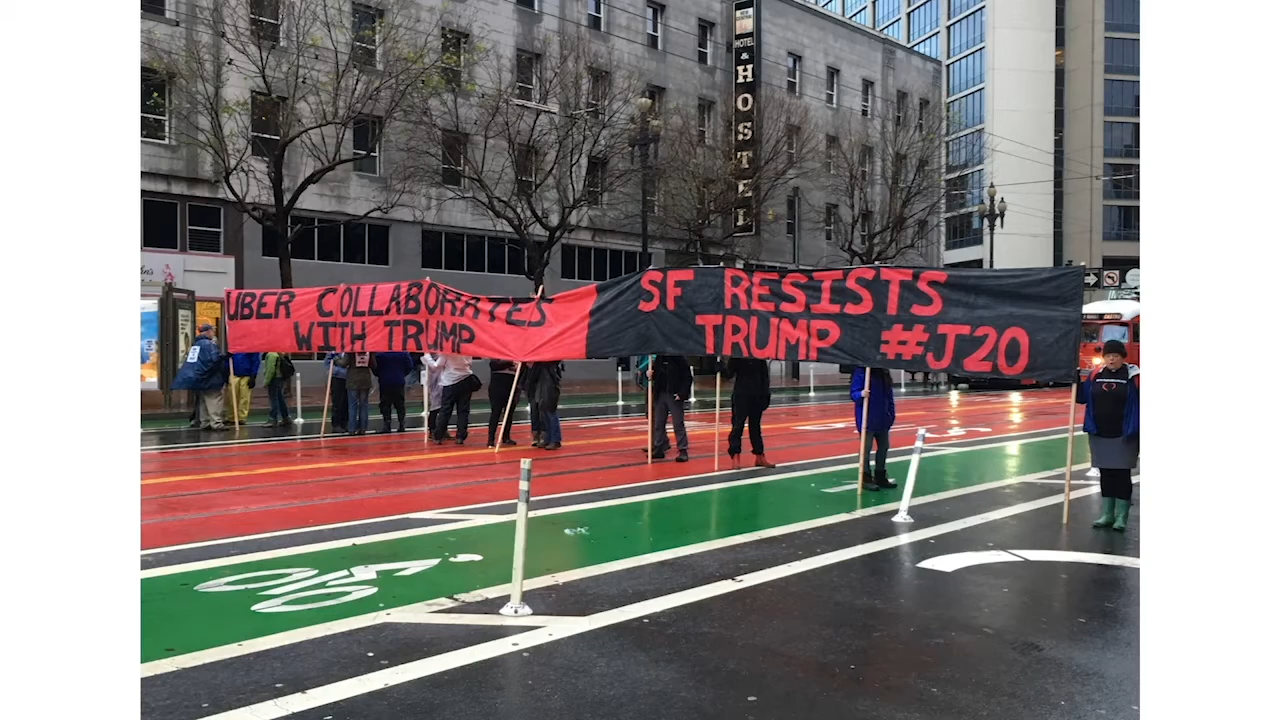 HOTEL
&
HOSTEL
UBER COLLABORATES
WITH TRUMP
SF RESISTS
TRUMP #J20